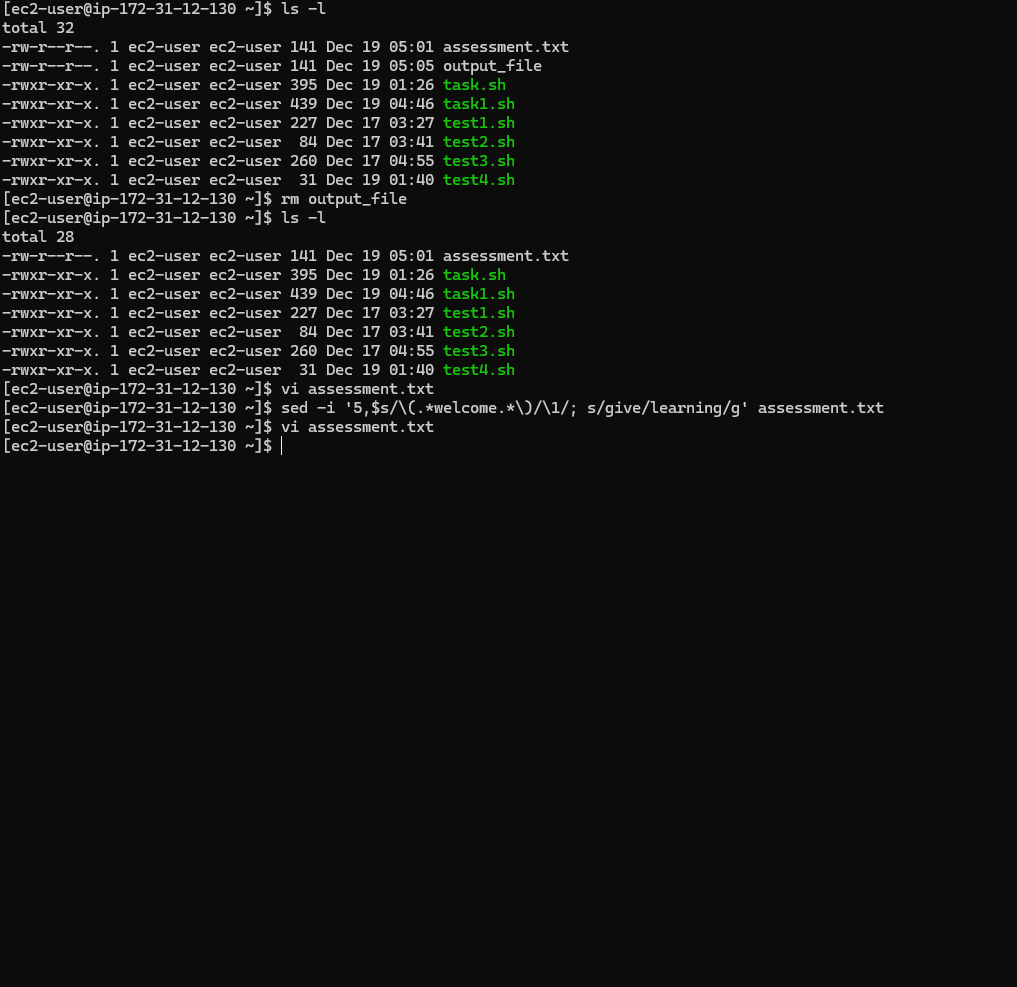 [ec2-user@ip-172-31-12-130 ~]$ ls -l
total 32
-rw-r--r--. 1 ec2-user ec2-user 141 Dec 19 05:01 assessment.txt
-rw-r--r--. 1 ec2-user ec2-user 141 Dec 19 05:05 output_file
-rwxr-xr-x. 1 ec2-user ec2-user 395 Dec 19 01:26 task.sh
-rwxr-xr-x. 1 ec2-user ec2-user 439 Dec 19 04:46 task1.sh
-rwxr-xr-x. 1 ec2-user ec2-user 227 Dec 17 03:27 test1.sh
-rwxr-xr-x. 1 ec2-user ec2-user  84 Dec 17 03:41 test2.sh
-rwxr-xr-x. 1 ec2-user ec2-user 260 Dec 17 04:55 test3.sh
-rwxr-xr-x. 1 ec2-user ec2-user  31 Dec 19 01:40 test4.sh
[ec2-user@ip-172-31-12-130 ~]$ rm output_file
[ec2-user@ip-172-31-12-130 ~]$ ls -l
total 28
-rw-r--r--. 1 ec2-user ec2-user 141 Dec 19 05:01 assessment.txt
-rwxr-xr-x. 1 ec2-user ec2-user 395 Dec 19 01:26 task.sh
-rwxr-xr-x. 1 ec2-user ec2-user 439 Dec 19 04:46 task1.sh
-rwxr-xr-x. 1 ec2-user ec2-user 227 Dec 17 03:27 test1.sh
-rwxr-xr-x. 1 ec2-user ec2-user  84 Dec 17 03:41 test2.sh
-rwxr-xr-x. 1 ec2-user ec2-user 260 Dec 17 04:55 test3.sh
-rwxr-xr-x. 1 ec2-user ec2-user  31 Dec 19 01:40 test4.sh
[ec2-user@ip-172-31-12-130 ~]$ vi assessment.txt
[ec2-user@ip-172-31-12-130 ~]$ sed -i '5,$s/\(.*welcome.*\)/\1/; s/give/learning/g' assessment.txt
[ec2-user@ip-172-31-12-130 ~]$ vi assessment.txt
[ec2-user@ip-172-31-12-130 ~]$